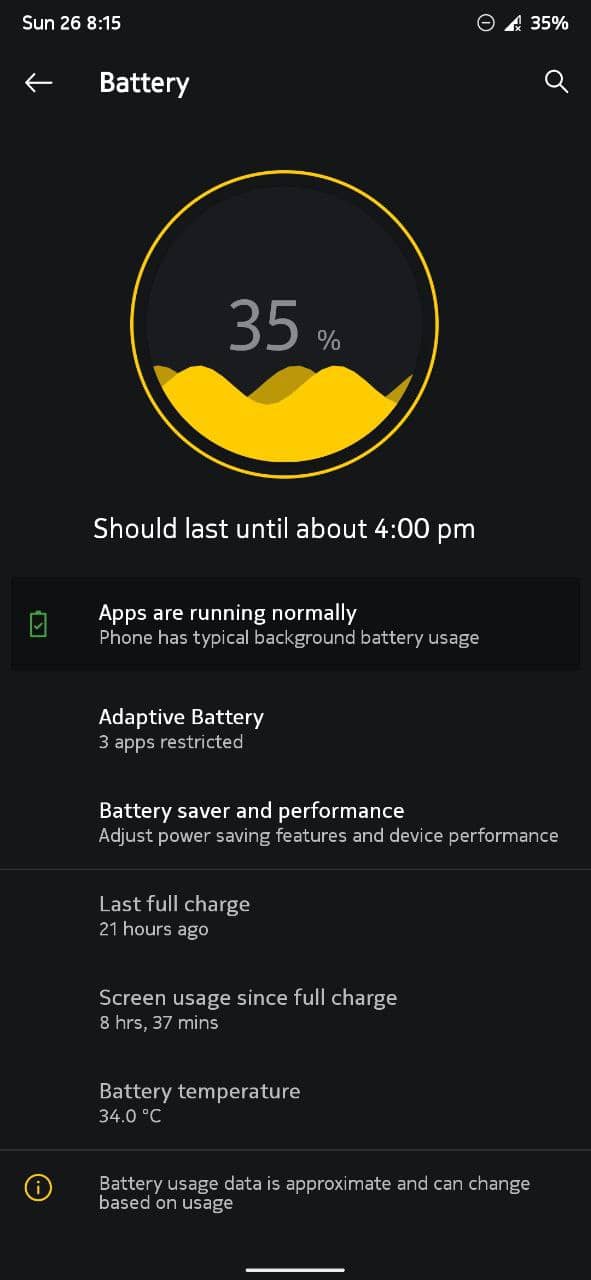 Sun 26 8:15
35%
Battery
35 %
Should last until about 4:00 pm
Apps are running normally
Phone has typical background battery usage
Adaptive Battery
3 apps restricted
Battery saver and performance
Adjust power saving features and device performance
Last full charge
21 hours ago
Screen usage since full charge
8 hrs, 37 mins
Battery temperature
34.0 °C
Battery usage data is approximate and can change
based on usage